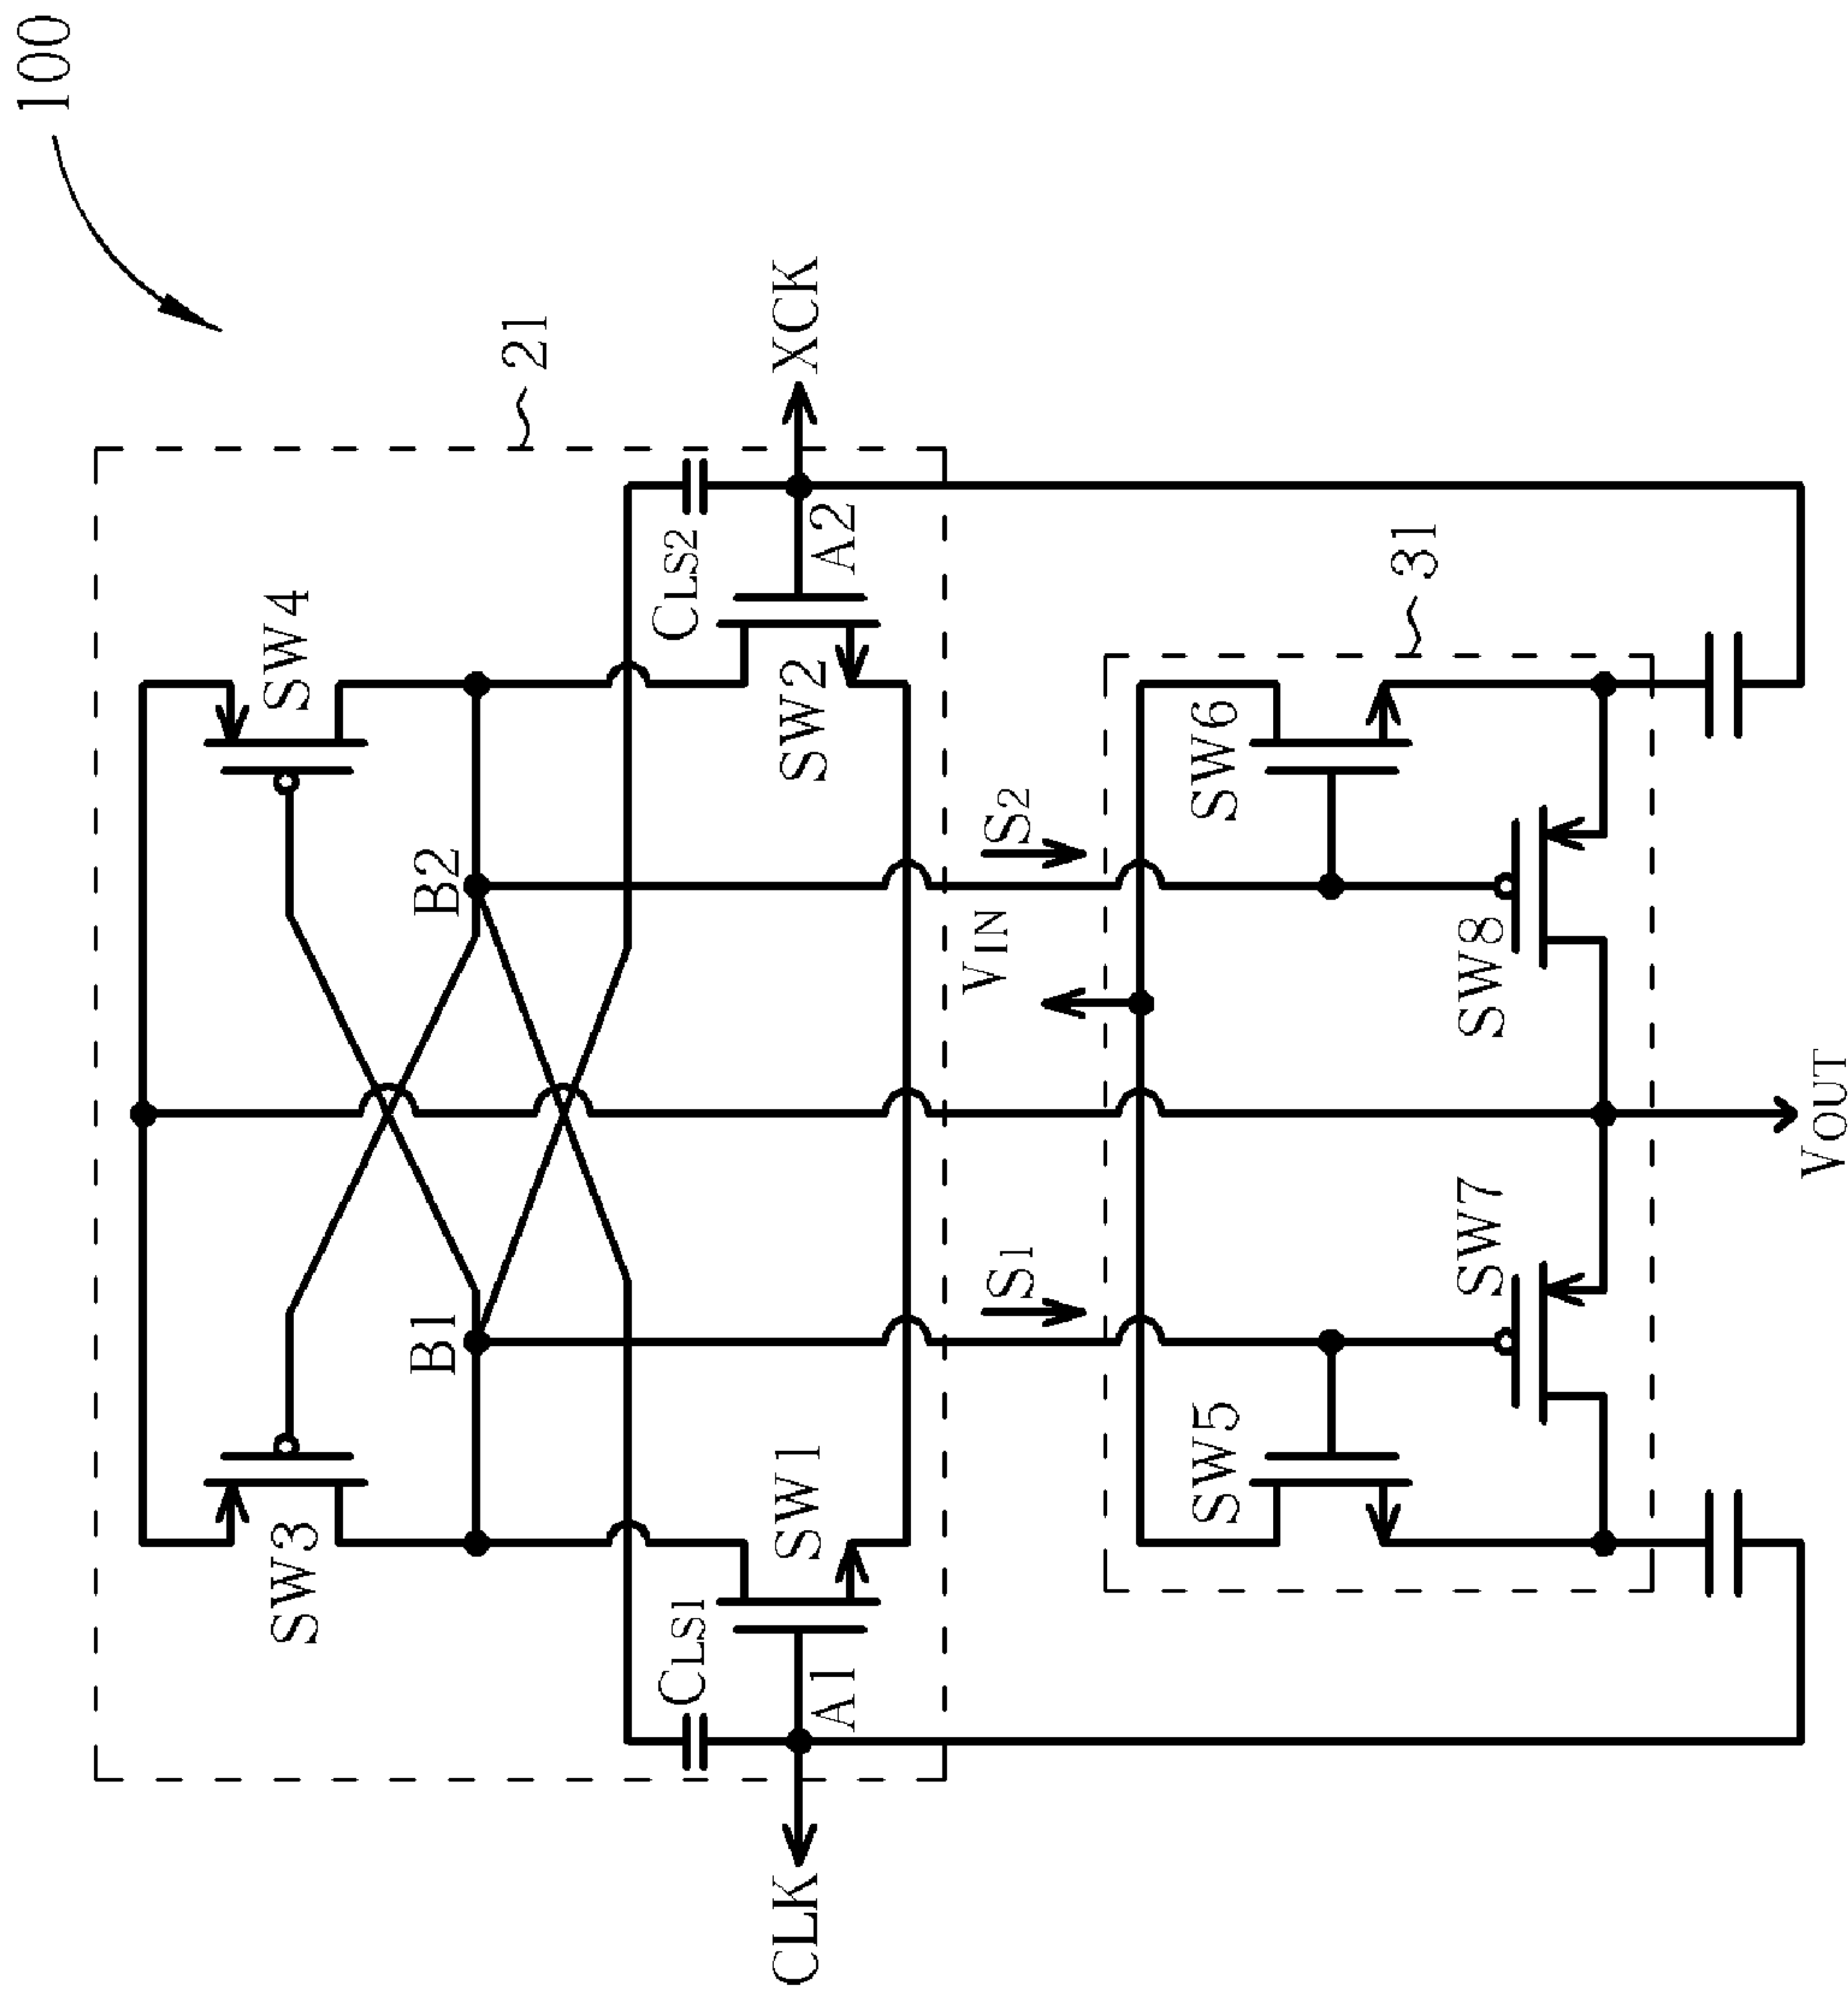 100
21
XCK
SW4
CLS2
A2
SW2
31
SW6
B2
S2
VIN
SW8
VOUT
B1
S1
SW7
SW3
SW1
SW5
CLS1
A1
CLK